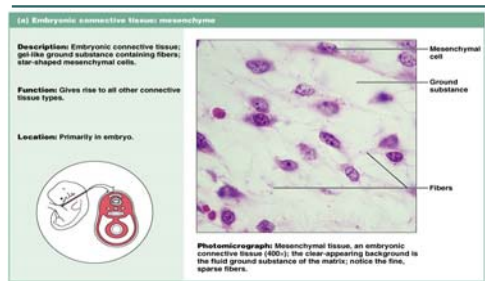 (a) Embryonic connective tissue: mesenchyme
Description: Embryonic connective tissue;
gel-like ground substance containing fibers;
star-shaped mesenchymal cells.
Function: Gives rise to all other connective
tissue types.
Location: Primarily in embryo.
Mesenchymal
cell
Ground
substance
Fibers
Photomicrograph: Mesenchymal tissue, an embryonic
connective tissue (400×); the clear-appearing background is
the fluid ground substance of the matrix; notice the fine,
sparse fibers.